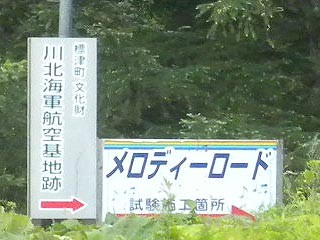 標津町 文化財
川北海軍航空基地跡
メロディーロード
試験施工箇所